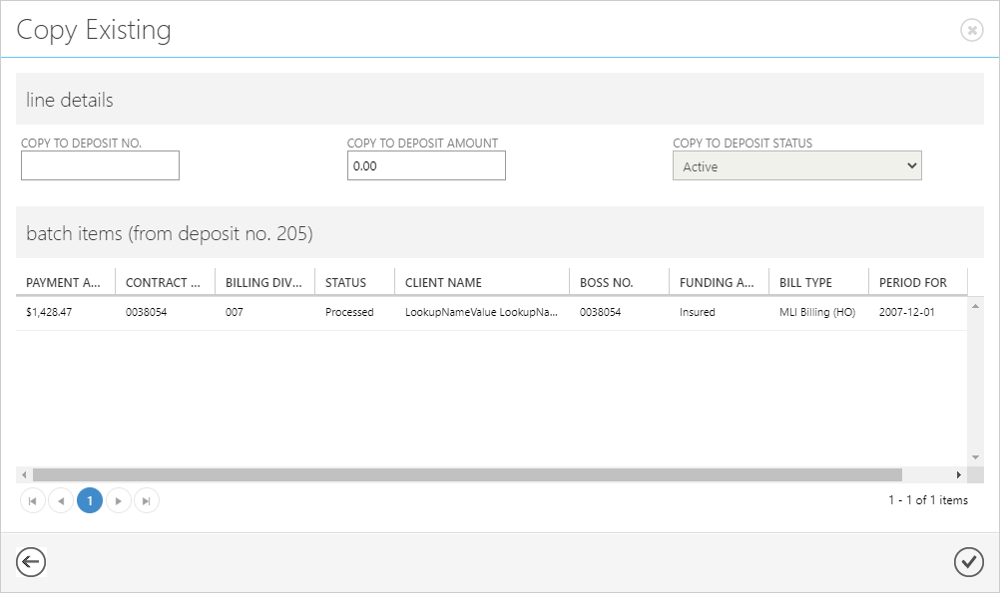 Copy Existing
line details
COPY TO DEPOSIT NO. COPY TO DEPOSIT AMOUNT COPY TO DEPOSIT STATUS
0.00 Active
batch items (from deposit no. 205)
PAYMENT A... CONTRACT ... BILLING DIV... STATUS CLIENT NAME BOSS NO. FUNDING A... BILL TYPE PERIOD FOR
$1,428.47 0038054 007 Processed LookupNameValue LookupNa... 0038054 Insured MLI Billing (HO) 2007-12-01
1 1 - 1 of 1 items